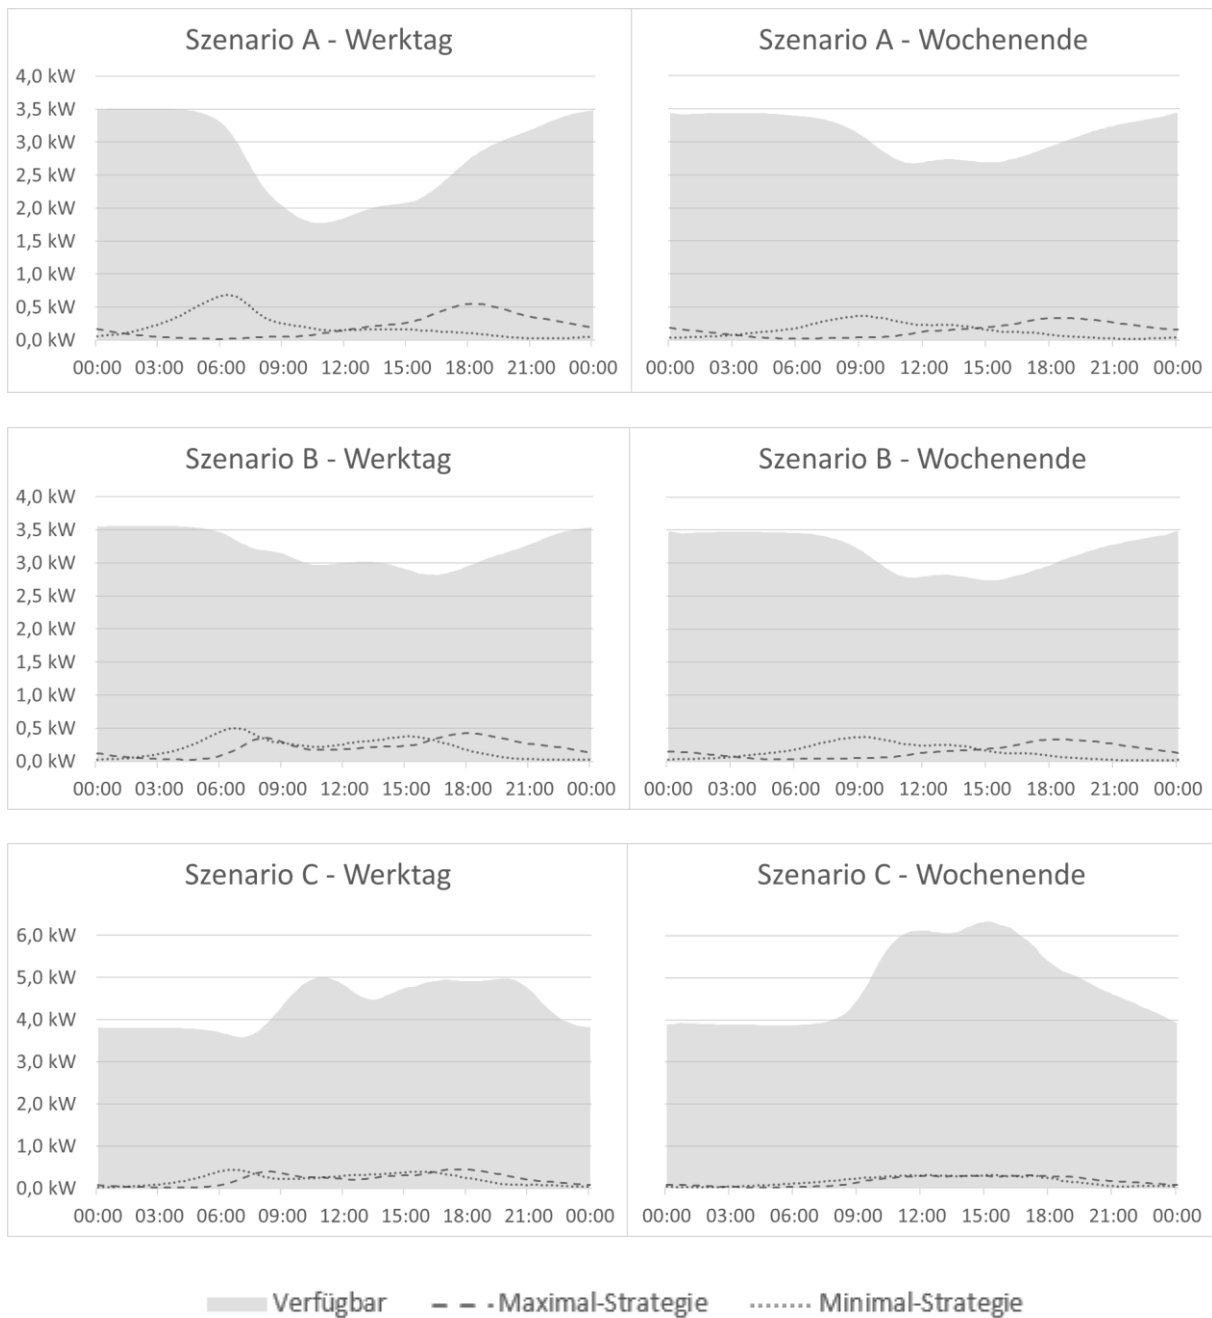 Szenario A - Werktag
Szenario A - Wochenende
4,0 kW
3,5 kW
3,0 kW
2,5 kW
2,0 kW
1,5 kW
1,0 kW
0,5 kW
0,0 kW
00:00 03:00 06:00 09:00 12:00 15:00 18:00 21:00 00:00
00:00 03:00 06:00 09:00 12:00 15:00 18:00 21:00 00:00
Szenario B - Werktag
Szenario B - Wochenende
4,0 kW
3,5 kW
3,0 kW
2,5 kW
2,0 kW
1,5 kW
1,0 kW
0,5 kW
0,0 kW
00:00 03:00 06:00 09:00 12:00 15:00 18:00 21:00 00:00
00:00 03:00 06:00 09:00 12:00 15:00 18:00 21:00 00:00
Szenario C - Werktag
Szenario C - Wochenende
6,0 kW
5,0 kW
4,0 kW
3,0 kW
2,0 kW
1,0 kW
0,0 kW
00:00 03:00 06:00 09:00 12:00 15:00 18:00 21:00 00:00
00:00 03:00 06:00 09:00 12:00 15:00 18:00 21:00 00:00
Verfügbar Maximal-Strategie Minimal-Strategie